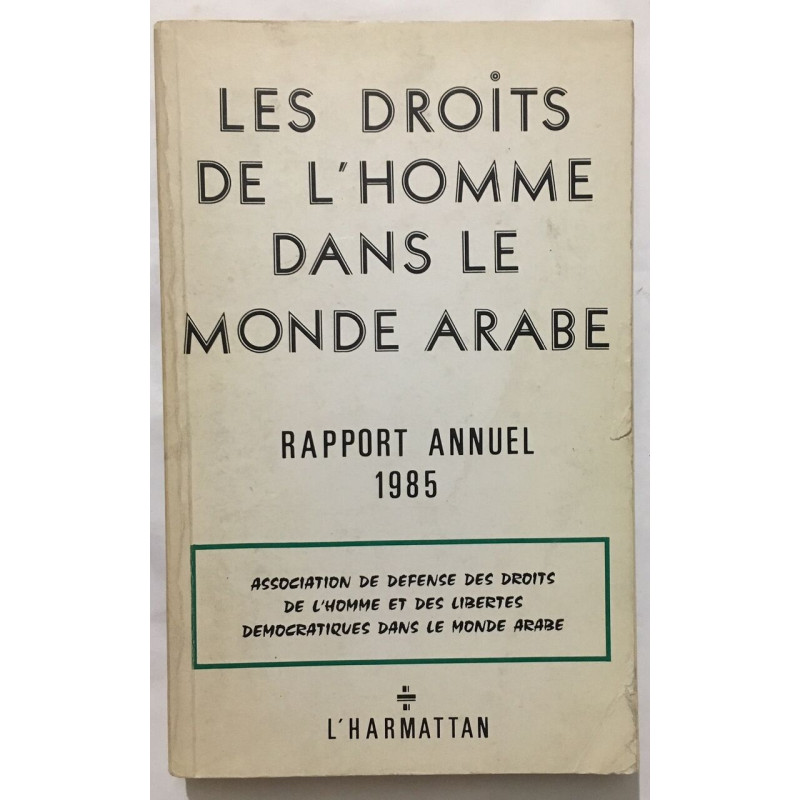 LES DROITS
DE L'HOMME
DANS LE
MONDE ARABE
RAPPORT ANNUEL
1985
ASSOCIATION DE DEFENSE DES DROITS
DE L'HOMME ET DES LIBERTES
DEMOCRATIQUES DANS LE MONDE ARABE
L'HARMATTAN